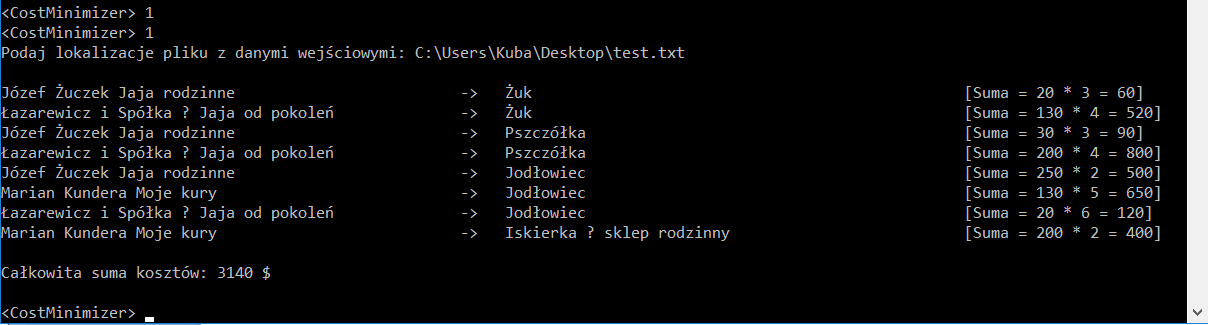 <CostMinimizer> 1
<CostMinimizer> 1
Podaj lokalizacje pliku z danymi wejściowymi: C:\Users\Kuba\Desktop\test.txt
Józef Żuczek Jaja rodzinne -> Żuk [Suma = 20 * 3 = 60]
Łazarewicz i Spółka ? Jaja od pokoleń -> Żuk [Suma = 130 * 4 = 520]
Józef Żuczek Jaja rodzinne -> Pszczółka [Suma = 30 * 3 = 90]
Łazarewicz i Spółka ? Jaja od pokoleń -> Pszczółka [Suma = 200 * 4 = 800]
Józef Żuczek Jaja rodzinne -> Jodłowiec [Suma = 250 * 2 = 500]
Marian Kundera Moje kury -> Jodłowiec [Suma = 130 * 5 = 650]
Łazarewicz i Spółka ? Jaja od pokoleń -> Jodłowiec [Suma = 20 * 6 = 120]
Marian Kundera Moje kury -> Iskierka ? sklep rodzinny [Suma = 200 * 2 = 400]
Całkowita suma kosztów: 3140 $
<CostMinimizer>